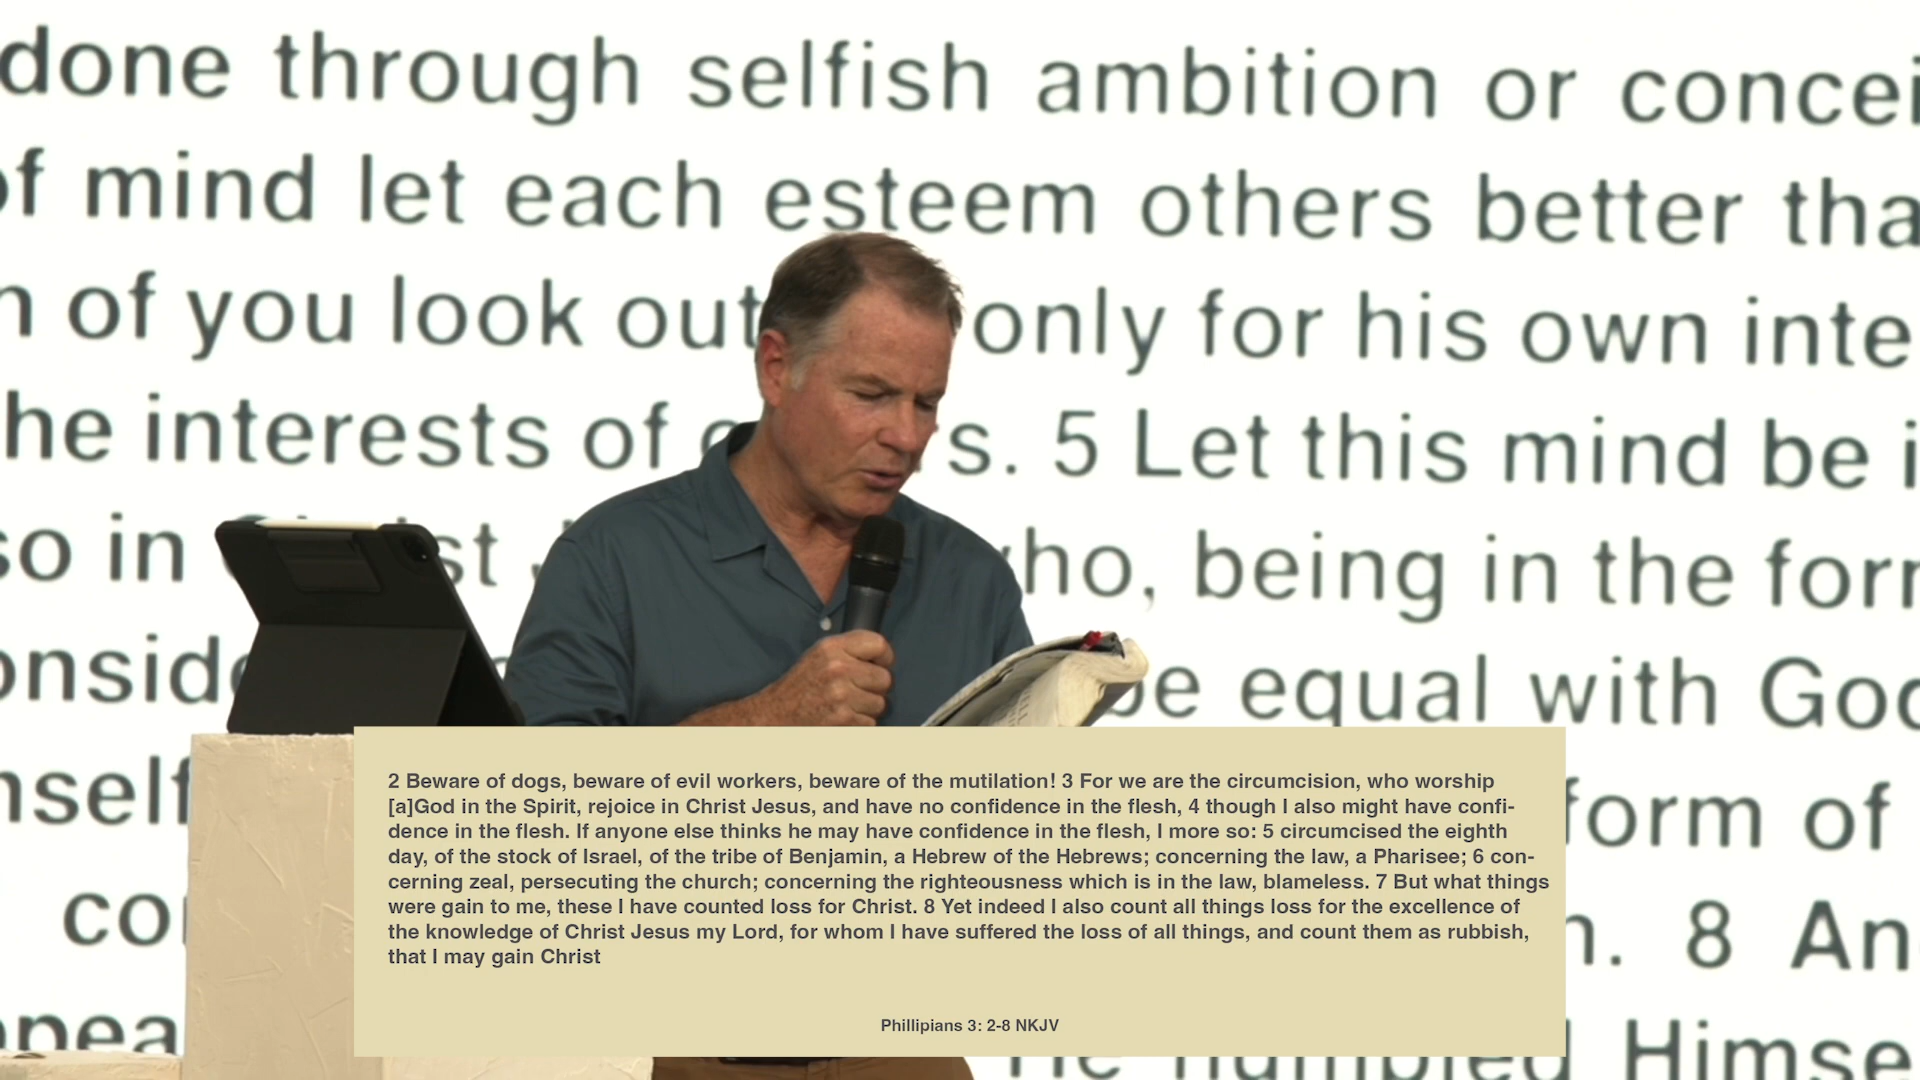 done through selfish ambition or concei
of mind let each esteem others better tha
of you look out only for his own inte
he interests of s. 5 Let this mind be i
so in ho, being in the for
onside be equal with God
mself form of
co n. 8 An
ppea He humbled Himse
2 Beware of dogs, beware of evil workers, beware of the mutilation! 3 For we are the circumcision, who worship
[a]God in the Spirit, rejoice in Christ Jesus, and have no confidence in the flesh, 4 though I also might have confi-
dence in the flesh. If anyone else thinks he may have confidence in the flesh, I more so: 5 circumcised the eighth
day, of the stock of Israel, of the tribe of Benjamin, a Hebrew of the Hebrews; concerning the law, a Pharisee; 6 con-
cerning zeal, persecuting the church; concerning the righteousness which is in the law, blameless. 7 But what things
were gain to me, these I have counted loss for Christ. 8 Yet indeed I also count all things loss for the excellence of
the knowledge of Christ Jesus my Lord, for whom I have suffered the loss of all things, and count them as rubbish,
that I may gain Christ
Phillipians 3: 2-8 NKJV